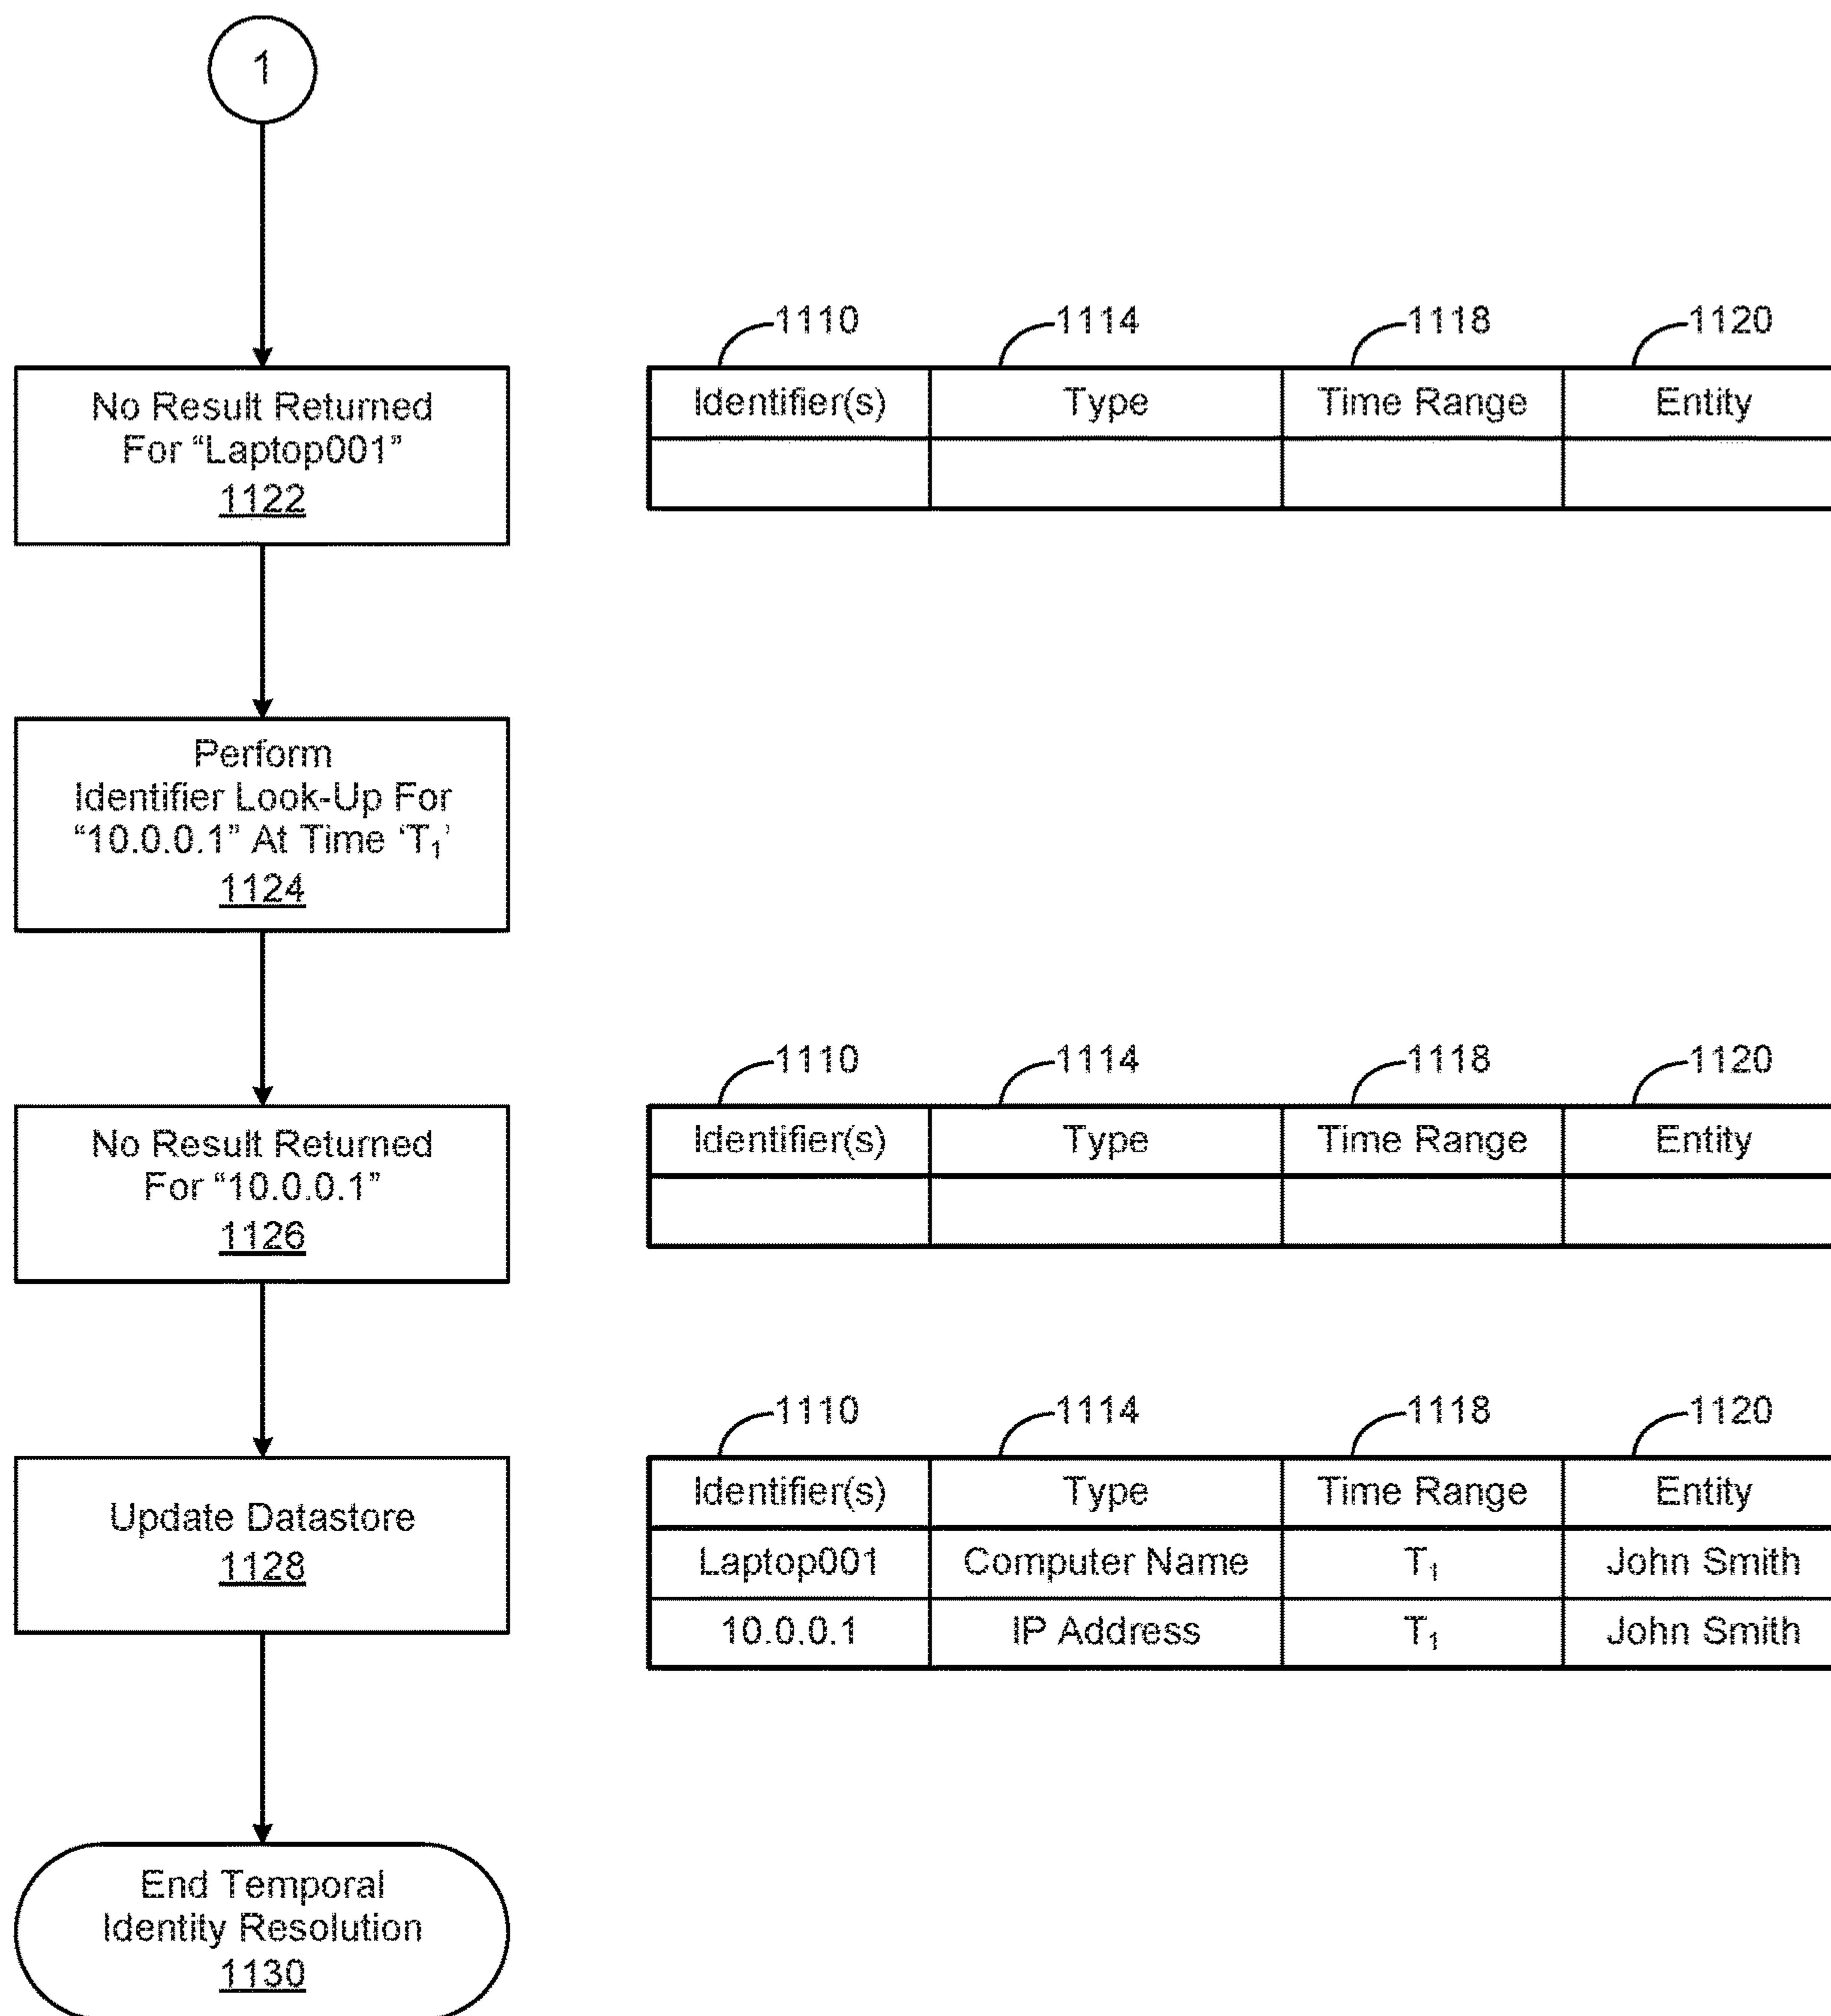 1
1110 1114 1118 1120
No Result Returned
For “Laptop001”
1122
Identifier(s) Type Time Range Entity
Perform
Identifier Look-Up For
“10.0.0.1” At Time ‘T₁’
1124
1110 1114 1118 1120
No Result Returned
For “10.0.0.1”
1126
Identifier(s) Type Time Range Entity
1110 1114 1118 1120
Update Datastore
1128
Identifier(s) Type Time Range Entity
Laptop001 Computer Name T₁ John Smith
10.0.0.1 IP Address T₁ John Smith
End Temporal
Identity Resolution
1130